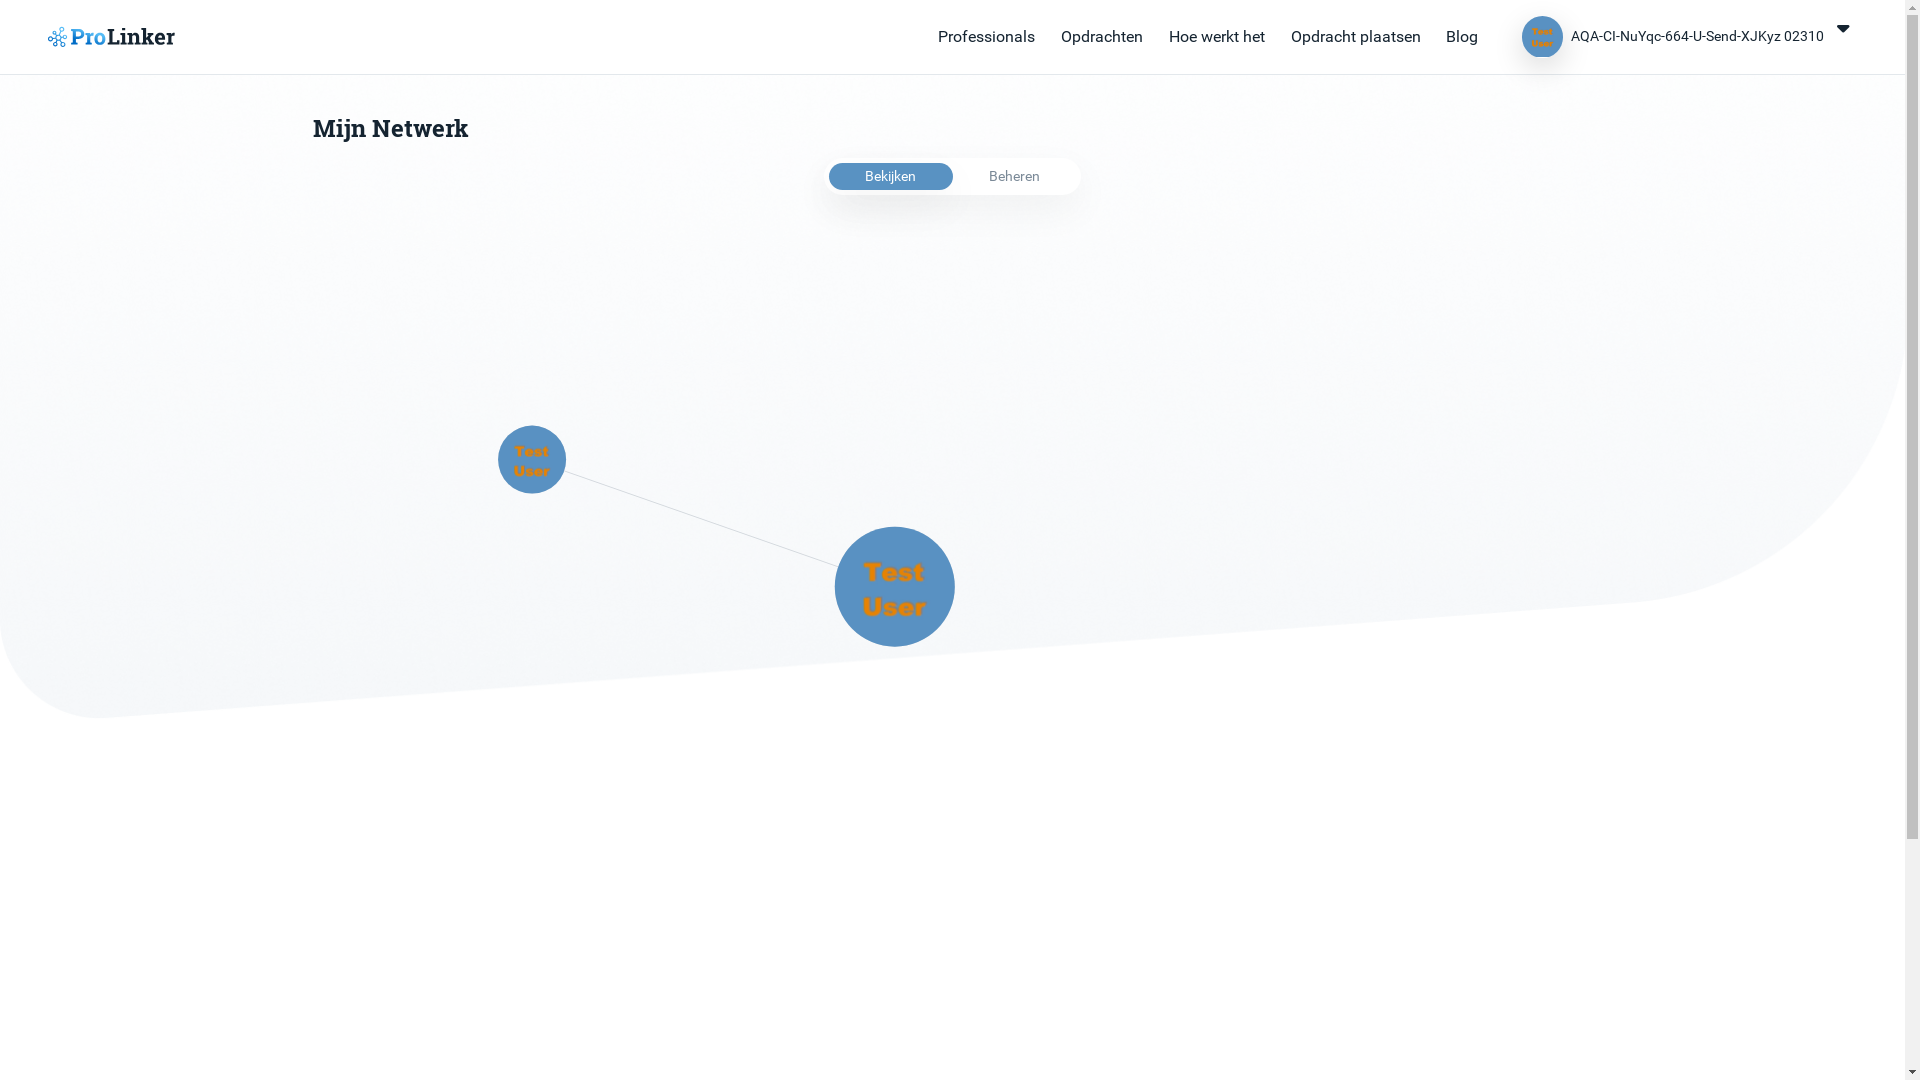 ProLinker
Professionals
Opdrachten
Hoe werkt het
Opdracht plaatsen
Blog
Test
User
AQA-CI-NuYqc-664-U-Send-XJKyz 02310
Mijn Netwerk
Bekijken
Beheren
Test
User
Test
User